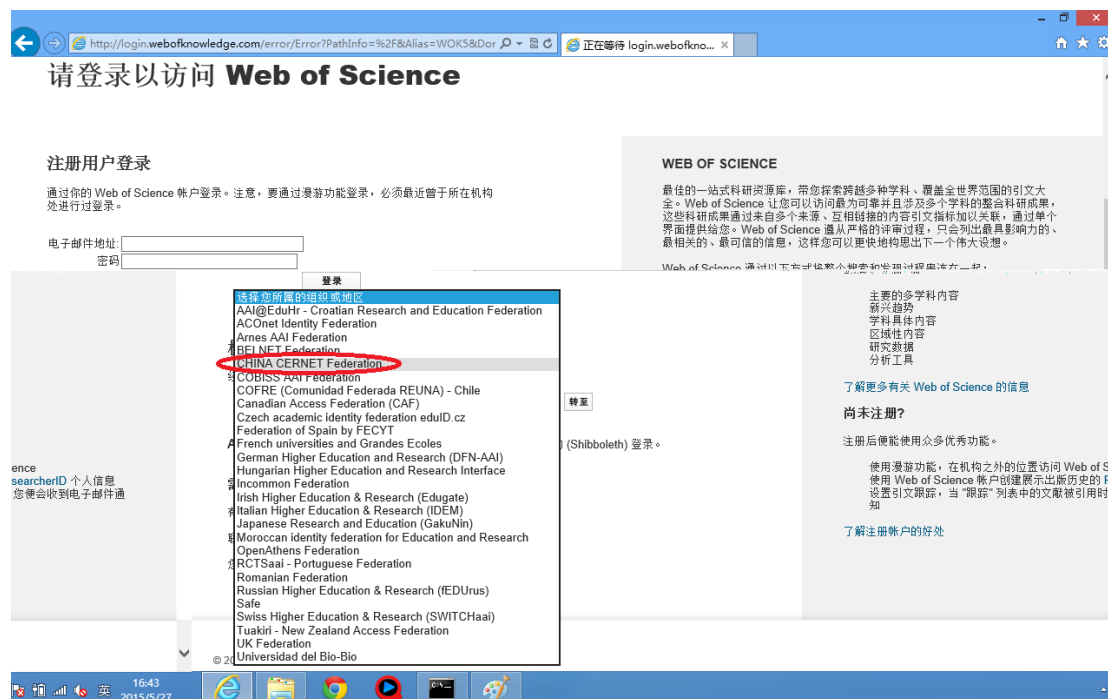 http://login.webofknowledge.com/error/Error?PathInfo=%2F&Alias=WOK5&Dor
正在等待 login.webofkno...
请登录以访问 Web of Science
注册用户登录
通过你的 Web of Science 帐户登录。注意，要通过漫游功能登录，必须最近曾于所在机构
处进行过登录。
电子邮件地址:
密码
登录
WEB OF SCIENCE
最佳的一站式科研资源库，带您探索跨越多种学科、覆盖全世界范围的引文大
全。Web of Science 让您可以访问最为可靠并且涉及多个学科的整合科研成果，
这些科研成果通过来自多个来源、互相链接的内容引文指标加以关联，通过单个
界面提供给您。Web of Science 遵从严格的评审过程，只会列出最具影响力的、
最相关的、最可信的信息，这样您可以更快地构思出下一个伟大设想。
Web of Science 通过以下方式将整个搜索和发现过程串连在一起：
选择您所属的组织或地区
AAI@EduHr - Croatian Research and Education Federation
ACOnet Identity Federation
Arnes AAI Federation
BELNET Federation
CHINA CERNET Federation
COBISS AAI Federation
COFRE (Comunidad Federada REUNA) - Chile
Canadian Access Federation (CAF)
Czech academic identity federation eduID.cz
Federation of Spain by FECYT
French universities and Grandes Ecoles
German Higher Education and Research (DFN-AAI)
Hungarian Higher Education and Research Interface
Incommon Federation
Irish Higher Education & Research (Edugate)
Italian Higher Education & Research (IDEM)
Japanese Research and Education (GakuNin)
Moroccan identity federation for Education and Research
OpenAthens Federation
RCTSaai - Portuguese Federation
Romanian Federation
Russian Higher Education & Research (fEDUrus)
Safe
Swiss Higher Education & Research (SWITCHaai)
Tuakiri - New Zealand Access Federation
UK Federation
Universidad del Bio-Bio
转至
(Shibboleth) 登录。
ence
searcherID 个人信息
您便会收到电子邮件通
主要的多学科内容
新兴趋势
学科具体内容
区域性内容
研究数据
分析工具
了解更多有关 Web of Science 的信息
尚未注册?
注册后便能使用众多优秀功能。
使用漫游功能，在机构之外的位置访问 Web of S
使用 Web of Science 帐户创建展示出版历史的
设置引文跟踪，当 "跟踪" 列表中的文献被引用时
知
了解注册帐户的好处
© 20
英
16:43
2015/5/27